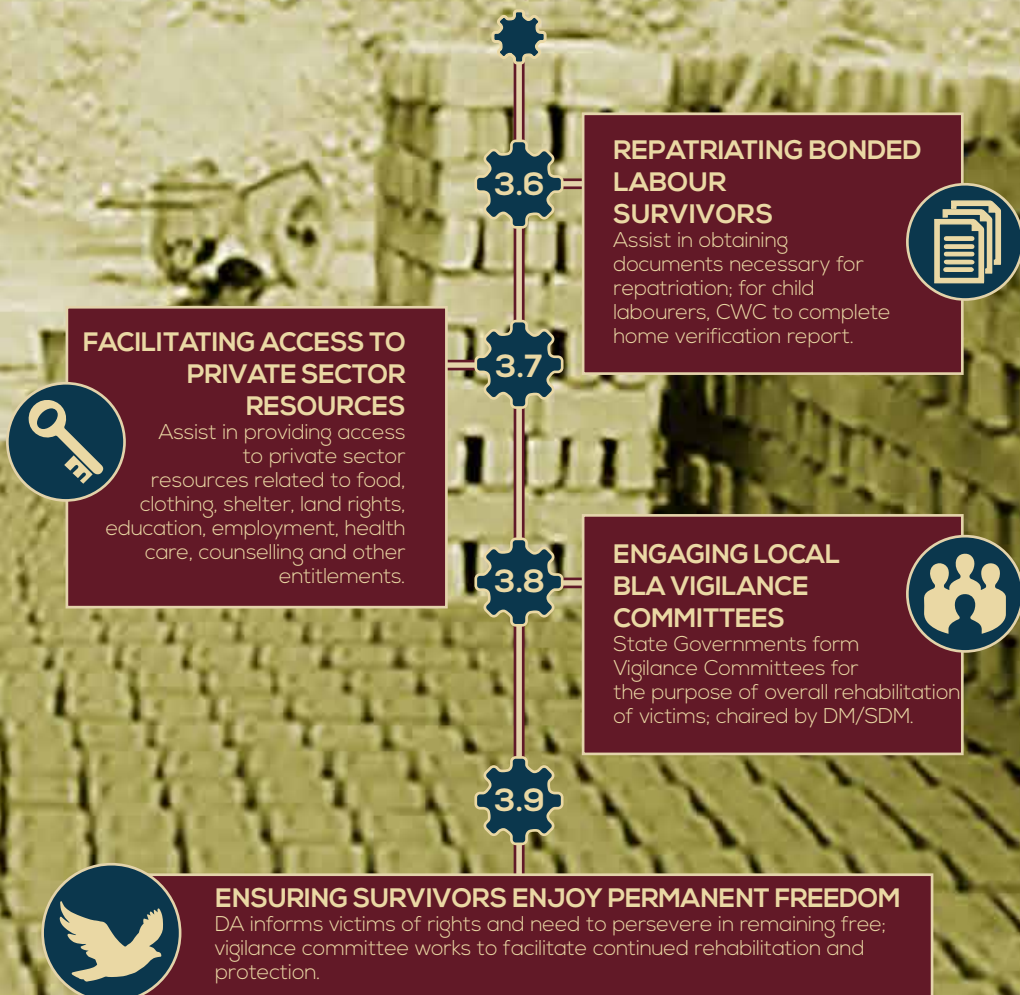 3.6
REPATRIATING BONDED
LABOUR
SURVIVORS
Assist in obtaining
documents necessary for
repatriation; for child
labourers, CWC to complete
home verification report.
3.7
FACILITATING ACCESS TO
PRIVATE SECTOR
RESOURCES
Assist in providing access
to private sector
resources related to food,
clothing, shelter, land rights,
education, employment, health
care, counselling and other
entitlements.
3.8
ENGAGING LOCAL
BLA VIGILANCE
COMMITTEES
State Governments form
Vigilance Committees for
the purpose of overall rehabilitation
of victims; chaired by DM/SDM.
3.9
ENSURING SURVIVORS ENJOY PERMANENT FREEDOM
DA informs victims of rights and need to persevere in remaining free;
vigilance committee works to facilitate continued rehabilitation and
protection.